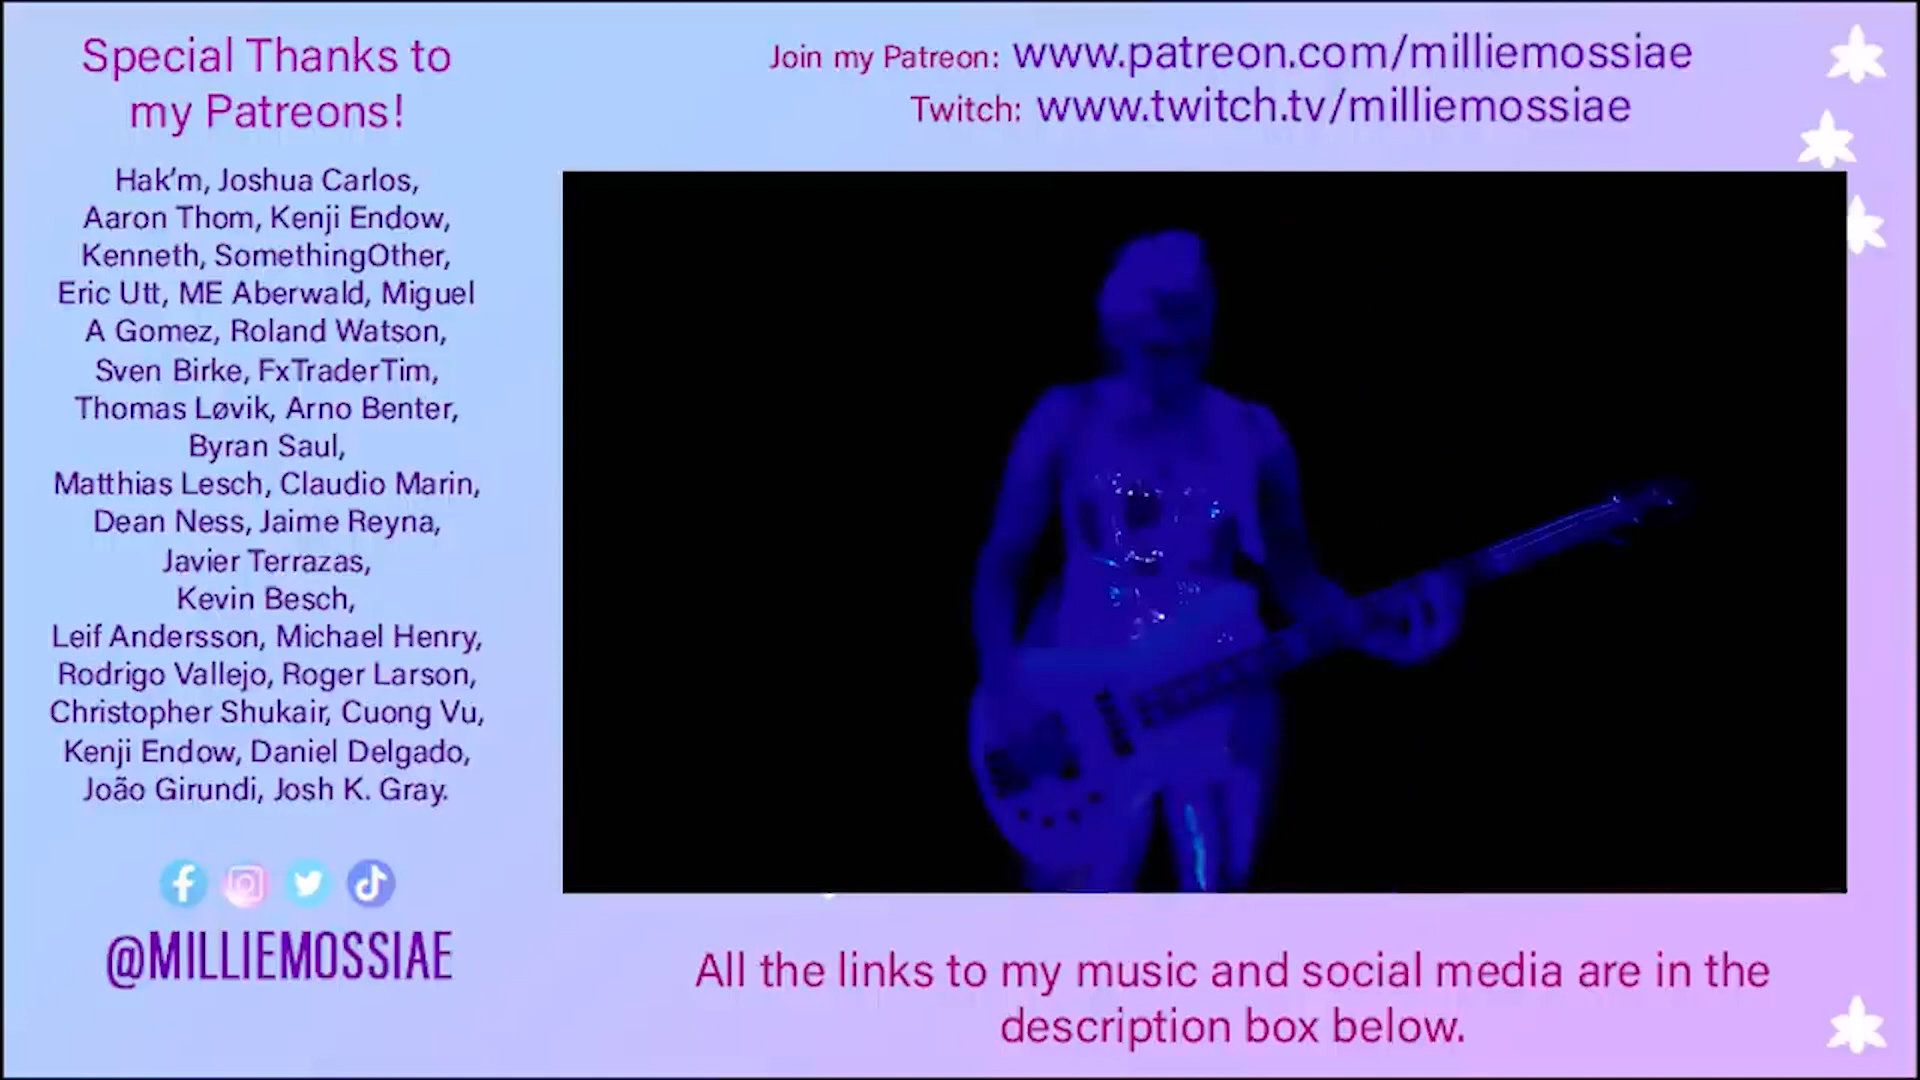 Special Thanks to
my Patreons!
Hak’m, Joshua Carlos,
Aaron Thom, Kenji Endow,
Kenneth, SomethingOther,
Eric Utt, ME Aberwald, Miguel
A Gomez, Roland Watson,
Sven Birke, FxTraderTim,
Thomas Løvik, Arno Benter,
Byran Saul,
Matthias Lesch, Claudio Marin,
Dean Ness, Jaime Reyna,
Javier Terrazas,
Kevin Besch,
Leif Andersson, Michael Henry,
Rodrigo Vallejo, Roger Larson,
Christopher Shukair, Cuong Vu,
Kenji Endow, Daniel Delgado,
João Girundi, Josh K. Gray.
@MILLIEMOSSIAE
Join my Patreon: www.patreon.com/milliemossiae
Twitch: www.twitch.tv/milliemossiae
All the links to my music and social media are in the
description box below.